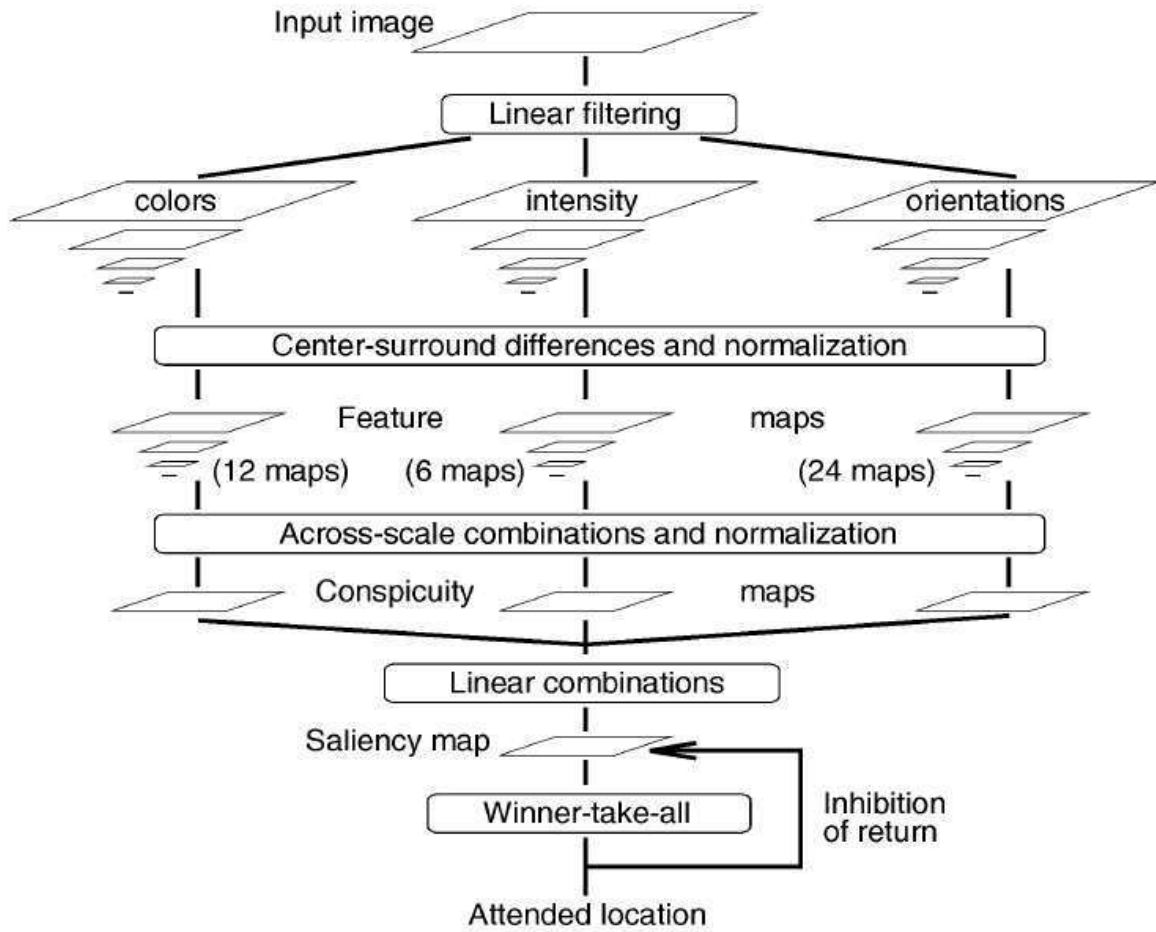 Input image
Linear filtering
colors intensity orientations
Center-surround differences and normalization
Feature maps
(12 maps) (6 maps) (24 maps)
Across-scale combinations and normalization
Conspicuity maps
Linear combinations
Saliency map
Winner-take-all
Inhibition
of return
Attended location